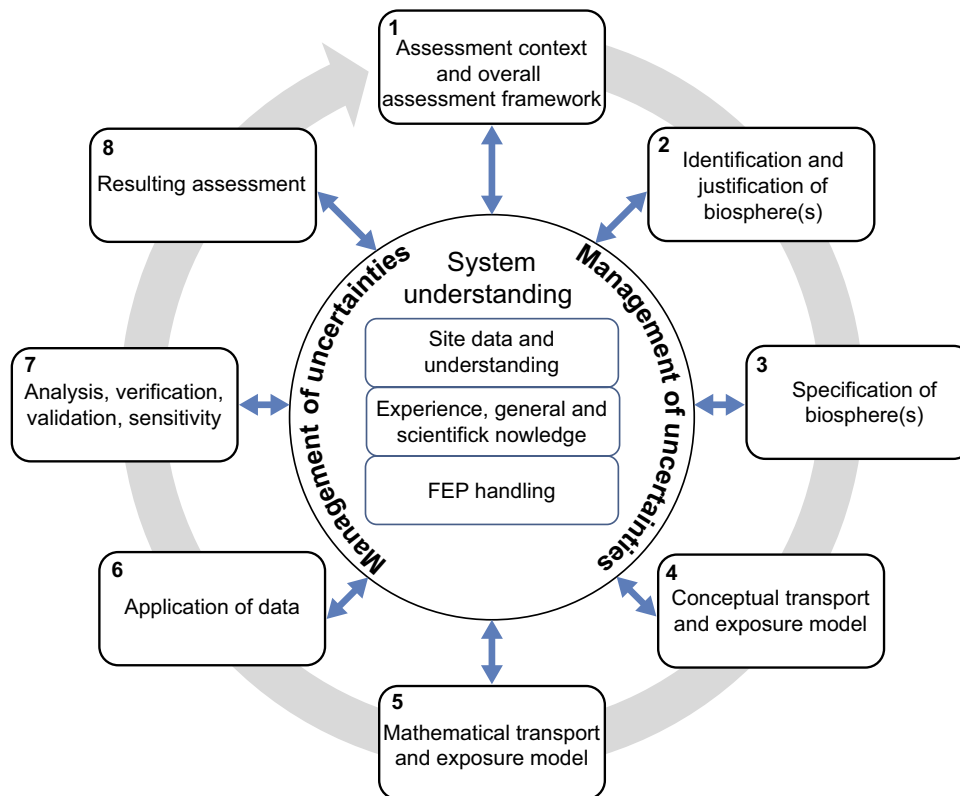 1
Assessment context
and overall
assessment framework
2
Identification and
justification of
biosphere(s)
3
Specification of
biosphere(s)
4
Conceptual transport
and exposure model
5
Mathematical transport
and exposure model
6
Application of data
7
Analysis, verification,
validation, sensitivity
8
Resulting assessment
Management of uncertainties
Management of uncertainties
System
understanding
Site data and
understanding
Experience, general and
scientifick nowledge
FEP handling